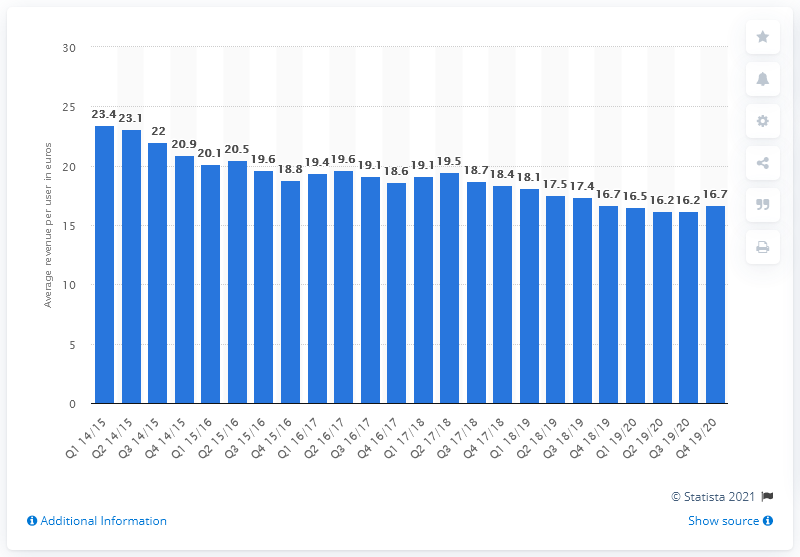 30
25
20
15
10
5
0
Average revenue per user in euros
23.4
23.1
22
20.9
20.1
20.5
19.6
18.8
19.4
19.6
19.1
18.6
19.1
19.5
18.7
18.4
18.1
17.5
17.4
16.7
16.5
16.2
16.2
16.7
Q1 14/15
Q2 14/15
Q3 14/15
Q4 14/15
Q1 15/16
Q2 15/16
Q3 15/16
Q4 15/16
Q1 16/17
Q2 16/17
Q3 16/17
Q4 16/17
Q1 17/18
Q2 17/18
Q3 17/18
Q4 17/18
Q1 18/19
Q2 18/19
Q3 18/19
Q4 18/19
Q1 19/20
Q2 19/20
Q3 19/20
Q4 19/20
© Statista 2021
Additional Information
Show source